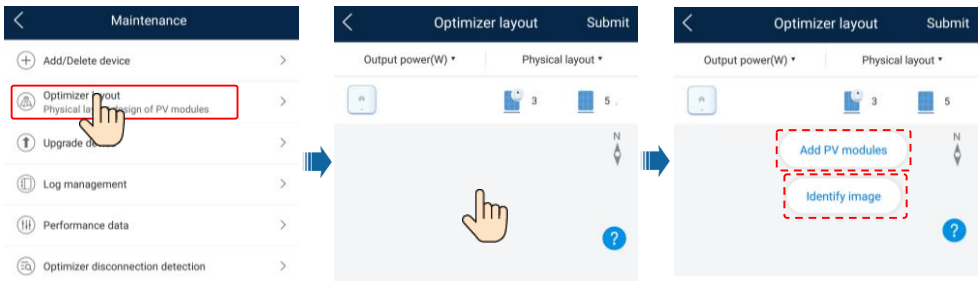 Maintenance
Add/Delete device
Optimizer layout
Physical layout design of PV modules
Upgrade device
Log management
Performance data
Optimizer disconnection detection
Optimizer layout Submit
Output power(W) Physical layout
3 5 .
N
?
Optimizer layout Submit
Output power(W) Physical layout
3 5
Add PV modules
N
Identify image
?